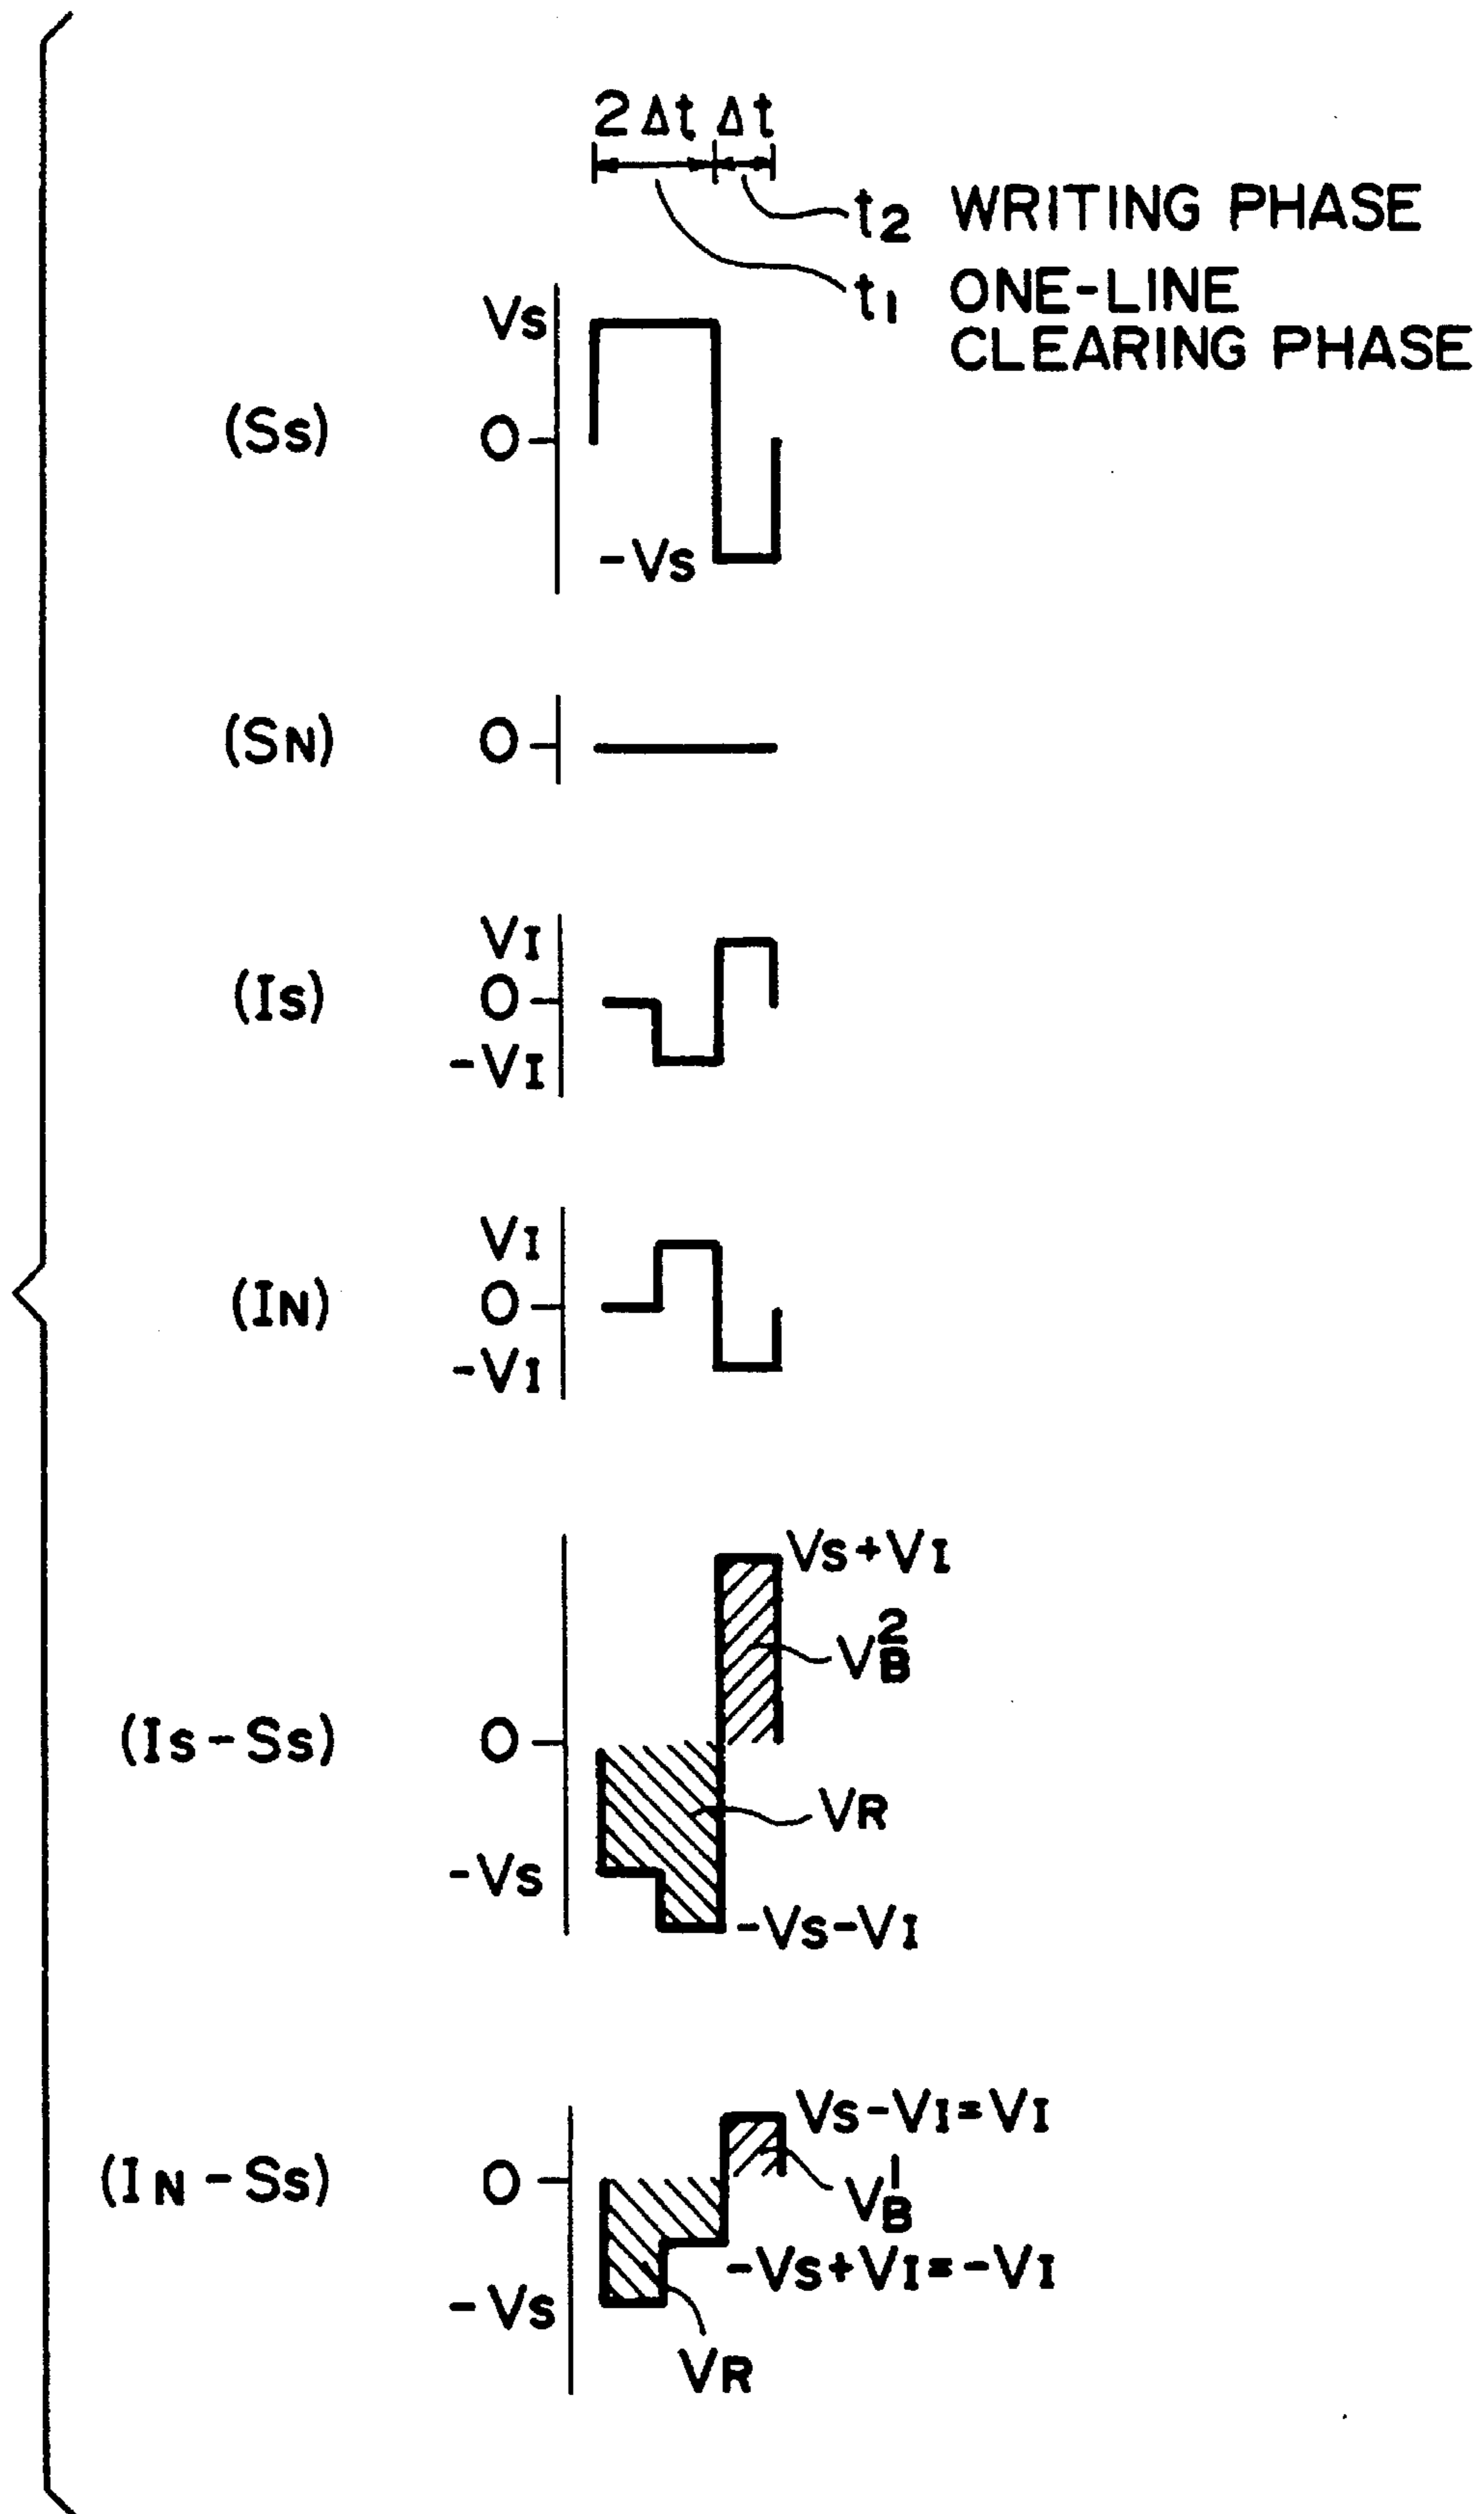 2Δt Δt
t2 WRITING PHASE
t1 ONE-LINE
CLEARING PHASE
Vs
(Ss) 0
-Vs
(SN) 0
VI
(Is) 0
-VI
VI
(IN) 0
-VI
Vs+VI
V2B
(Is-Ss) 0
VR
-Vs
-Vs-VI
Vs-VI=VI
(IN-Ss) 0
V1B
-Vs+VI=-VI
-Vs
VR